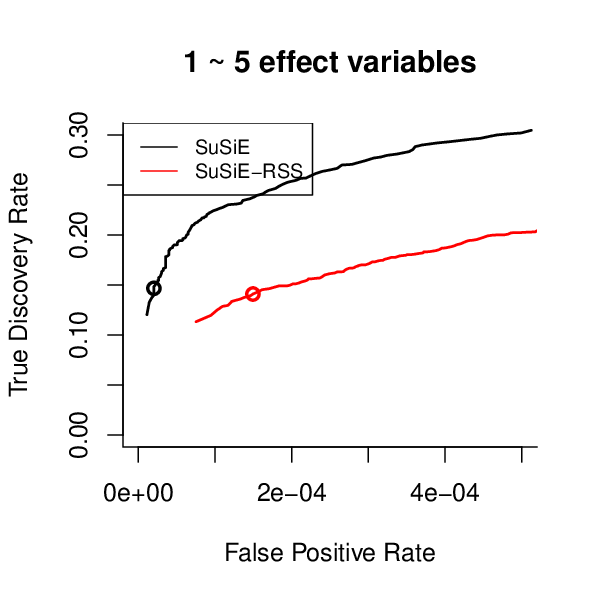 1 ~ 5 effect variables
SuSiE
SuSiE−RSS
True Discovery Rate
0.30
0.20
0.10
0.00
0e+00 2e−04 4e−04
False Positive Rate